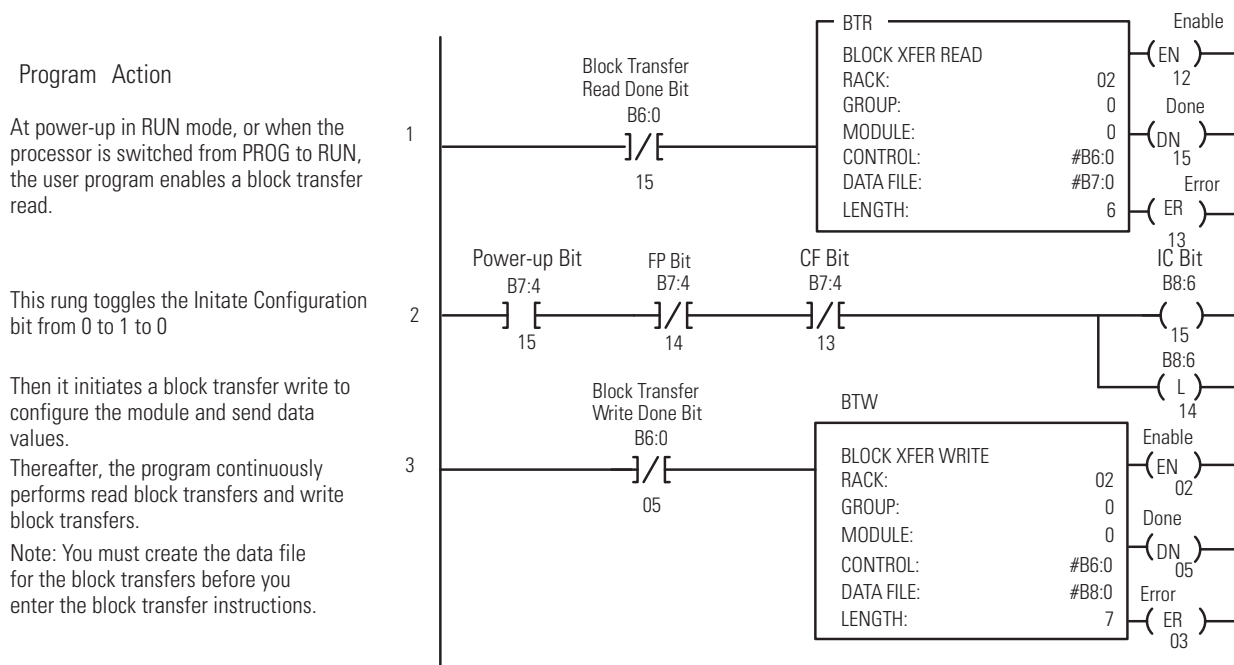 Program Action
At power-up in RUN mode, or when the
processor is switched from PROG to RUN,
the user program enables a block transfer
read.
1
Block Transfer
Read Done Bit
B6:0
15
BTR
BLOCK XFER READ
RACK: 02
GROUP: 0
MODULE: 0
CONTROL: #B6:0
DATA FILE: #B7:0
LENGTH: 6
Enable
EN
12
Done
DN
15
Error
ER
13
This rung toggles the Initate Configuration
bit from 0 to 1 to 0
2
Power-up Bit
B7:4
15
FP Bit
B7:4
14
CF Bit
B7:4
13
IC Bit
B8:6
15
B8:6
L
14
Then it initiates a block transfer write to
configure the module and send data
values.
Thereafter, the program continuously
performs read block transfers and write
block transfers.
Note: You must create the data file
for the block transfers before you
enter the block transfer instructions.
3
Block Transfer
Write Done Bit
B6:0
05
BTW
BLOCK XFER WRITE
RACK: 02
GROUP: 0
MODULE: 0
CONTROL: #B6:0
DATA FILE: #B8:0
LENGTH: 7
Enable
EN
02
Done
DN
05
Error
ER
03